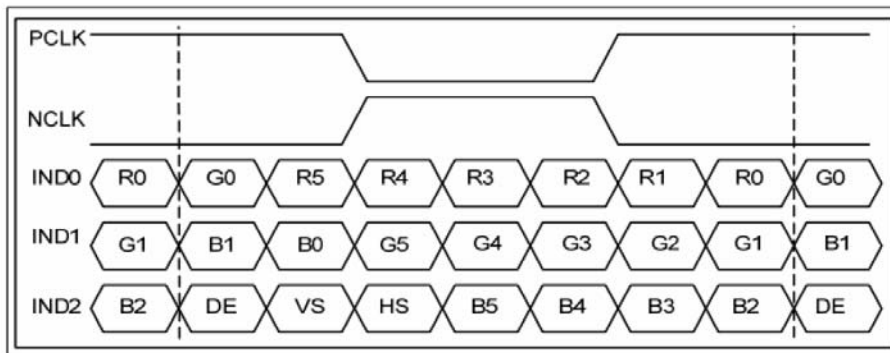 PCLK
NCLK
IND0 R0 G0 R5 R4 R3 R2 R1 R0 G0
IND1 G1 B1 B0 G5 G4 G3 G2 G1 B1
IND2 B2 DE VS HS B5 B4 B3 B2 DE